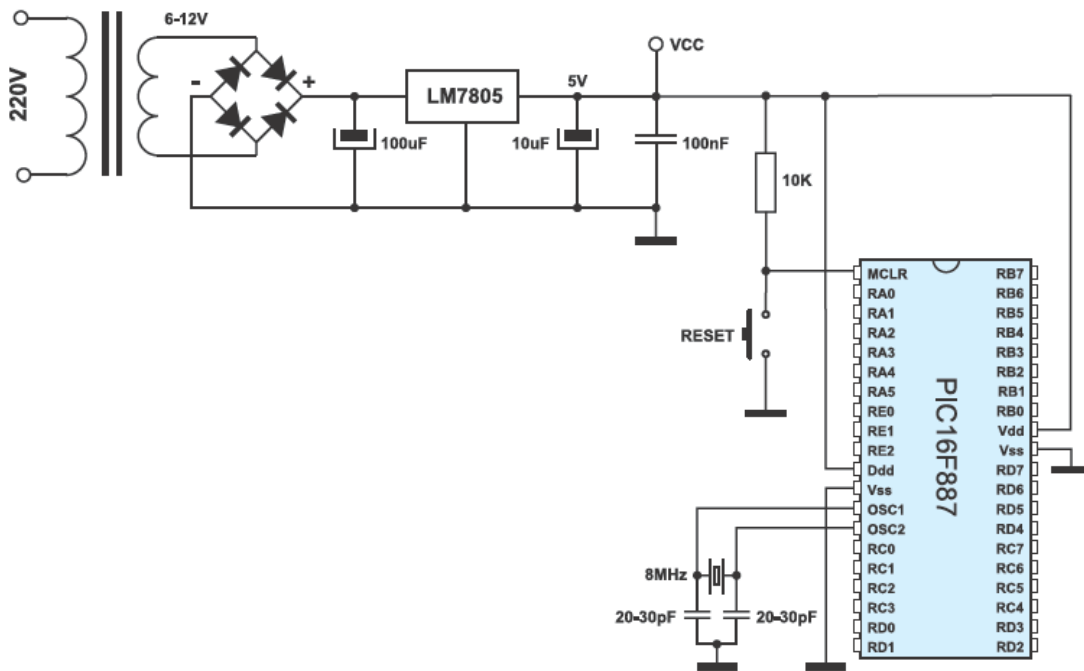 6-12V
220V
-
+
LM7805
5V
VCC
100uF
10uF
100nF
10K
RESET
8MHz
20-30pF
20-30pF
PIC16F887
MCLR
RA0
RA1
RA2
RA3
RA4
RA5
RE0
RE1
RE2
Ddd
Vss
OSC1
OSC2
RC0
RC1
RC2
RC3
RD0
RD1
RB7
RB6
RB5
RB4
RB3
RB2
RB1
RB0
Vdd
Vss
RD7
RD6
RD5
RD4
RC7
RC6
RC5
RC4
RD3
RD2